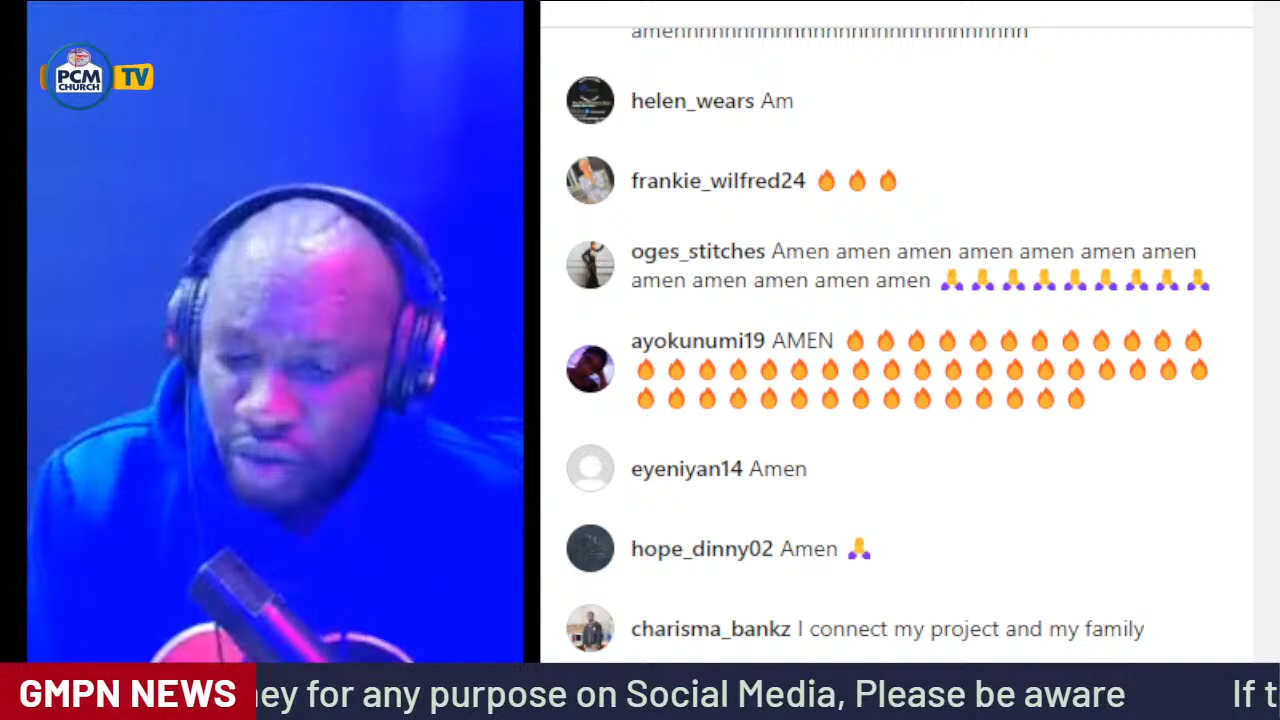 PCM
CHURCH
TV
helen_wears Am
frankie_wilfred24 🔥 🔥 🔥
oges_stitches Amen amen amen amen amen amen amen
amen amen amen amen amen 🙏🙏🙏🙏🙏🙏🙏🙏🙏
ayokunumi19 AMEN 🔥🔥🔥🔥🔥🔥🔥🔥🔥🔥🔥🔥
🔥🔥🔥🔥🔥🔥🔥🔥🔥🔥🔥🔥🔥🔥🔥🔥🔥🔥🔥
🔥🔥🔥🔥🔥🔥🔥🔥🔥🔥🔥🔥🔥🔥🔥
eyeniyan14 Amen
hope_dinny02 Amen 🙏
charisma_bankz I connect my project and my family
GMPN NEWS
for any purpose on Social Media, Please be aware
If